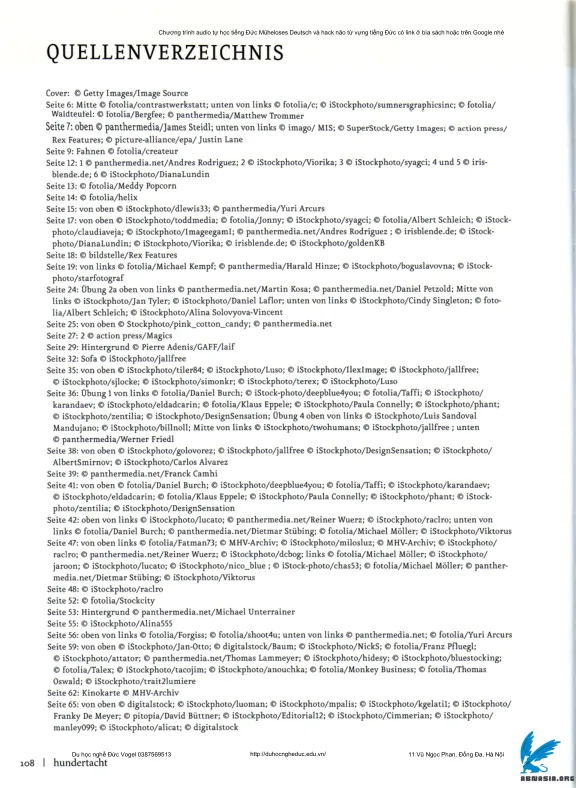 Chương trình audio tự học tiếng Đức Müheloses Deutsch và hack não từ vựng tiếng Đức có link ở bìa sách hoặc trên Google nhé
QUELLENVERZEICHNIS
Cover: © Getty Images/Image Source
Seite 6: Mitte © fotolia/contrastwerkstatt; unten von links © fotolia/c; © iStockphoto/sumnersgraphicsinc; © fotolia/
Waldteufel: © fotolia/Bergfee; © panthermedia/Matthew Trommer
Seite 7: oben © panthermedia/James Steidl; unten von links © imago/ MIS; © SuperStock/Getty Images; © action press/
Rex Features; © picture-alliance/epa/ Justin Lane
Seite 9: Fahnen © fotolia/createur
Seite 12: 1 © panthermedia.net/Andres Rodriguez; 2 © iStockphoto/Viorika; 3 © iStockphoto/syagci; 4 und 5 © iris-
blende.de; 6 © iStockphoto/DianaLundin
Seite 13: © fotolia/Meddy Popcorn
Seite 14: © fotolia/helix
Seite 15: von oben © iStockphoto/dlewis33; © panthermedia/Yuri Arcurs
Seite 17: von oben © iStockphoto/toddmedia; © fotolia/Jonny; © iStockphoto/syagci; © fotolia/Albert Schleich; © iStock-
photo/claudiaveja; © iStockphoto/Imageegaml; © panthermedia.net/Andres Rodriguez ; © irisblende.de; © iStock-
photo/DianaLundin; © iStockphoto/Viorika; © irisblende.de; © iStockphoto/goldenKB
Seite 18: © bildstelle/Rex Features
Seite 19: von links © fotolia/Michael Kempf; © panthermedia/Harald Hinze; © iStockphoto/boguslavovna; © iStock-
photo/starfotograf
Seite 24: Übung 2a oben von links © panthermedia.net/Martin Kosa; © panthermedia.net/Daniel Petzold; Mitte von
links © iStockphoto/Jan Tyler; © iStockphoto/Daniel Laflor; unten von links © iStockphoto/Cindy Singleton; © foto-
lia/Albert Schleich; © iStockphoto/Alina Solovyova-Vincent
Seite 25: von oben © Stockphoto/pink_cotton_candy; © panthermedia.net
Seite 27: 2 © action press/Magics
Seite 29: Hintergrund © Pierre Adenis/GAFF/laif
Seite 32: Sofa © iStockphoto/jallfree
Seite 35: von oben © iStockphoto/tiler84; © iStockphoto/Luso; © iStockphoto/IlexImage; © iStockphoto/jallfree;
© iStockphoto/sjlocke; © iStockphoto/simonkr; © iStockphoto/terex; © iStockphoto/Luso
Seite 36: Übung 1 von links © fotolia/Daniel Burch; © iStock-photo/deepblue4you; © fotolia/Taffi; © iStockphoto/
karandaev; © iStockphoto/eldadcarin; © fotolia/Klaus Eppele; © iStockphoto/Paula Connelly; © iStockphoto/phant;
© iStockphoto/zentilia; © iStockphoto/DesignSensation; Übung 4 oben von links © iStockphoto/Luis Sandoval
Mandujano; © iStockphoto/billnoll; Mitte von links © iStockphoto/twohumans; © iStockphoto/jallfree ; unten
© panthermedia/Werner Friedl
Seite 38: von oben © iStockphoto/golovorez; © iStockphoto/jallfree © iStockphoto/DesignSensation; © iStockphoto/
AlbertSmirnov; © iStockphoto/Carlos Alvarez
Seite 39: © panthermedia.net/Franck Camhi
Seite 41: von oben © fotolia/Daniel Burch; © iStockphoto/deepblue4you; © fotolia/Taffi; © iStockphoto/karandaev;
© iStockphoto/eldadcarin; © fotolia/Klaus Eppele; © iStockphoto/Paula Connelly; © iStockphoto/phant; © iStock-
photo/zentilia; © iStockphoto/DesignSensation
Seite 42: oben von links © iStockphoto/lucato; © panthermedia.net/Reiner Wuerz; © iStockphoto/raclro; unten von
links © fotolia/Daniel Burch; © panthermedia.net/Dietmar Stübing; © fotolia/Michael Möller; © iStockphoto/Viktorus
Seite 47: von oben links © fotolia/Fatman73; © MHV-Archiv; © iStockphoto/milosluz; © MHV-Archiv; © iStockphoto/
raclro; © panthermedia.net/Reiner Wuerz; © iStockphoto/dcbog; links © fotolia/Michael Möller; © iStockphoto/
jaroon; © iStockphoto/lucato; © iStockphoto/nico_blue ; © iStock-photo/chas53; © fotolia/Michael Möller; © panther-
media.net/Dietmar Stübing; © iStockphoto/Viktorus
Seite 48: © iStockphoto/raclro
Seite 52: © fotolia/Stockcity
Seite 53: Hintergrund © panthermedia.net/Michael Unterrainer
Seite 55: © iStockphoto/Alina555
Seite 56: oben von links © fotolia/Forgiss; © fotolia/shoot4u; unten von links © panthermedia.net; © fotolia/Yuri Arcurs
Seite 59: von oben © iStockphoto/Jan-Otto; © digitalstock/Baum; © iStockphoto/NickS; © fotolia/Franz Pfluegl;
© iStockphoto/attator; © panthermedia.net/Thomas Lammeyer; © iStockphoto/hidesy; © iStockphoto/bluestocking;
© fotolia/Talex; © iStockphoto/tacojim; © iStockphoto/anouchka; © fotolia/Monkey Business; © fotolia/Thomas
Oswald; © iStockphoto/trait2lumiere
Seite 62: Kinokarte © MHV-Archiv
Seite 65: von oben © digitalstock; © iStockphoto/luoman; © iStockphoto/mpalis; © iStockphoto/kgelati1; © iStockphoto/
Franky De Meyer; © pitopia/David Büttner; © iStockphoto/Editorial12; © iStockphoto/Cimmerian; © iStockphoto/
manley099; © iStockphoto/alicat; © digitalstock
Du học nghề Đức Vogel 0387569513
http://duhocngheduc.edu.vn/
11 Vũ Ngọc Phan, Đống Đa, Hà Nội
108 | hundertacht
ABNASIA.ORG